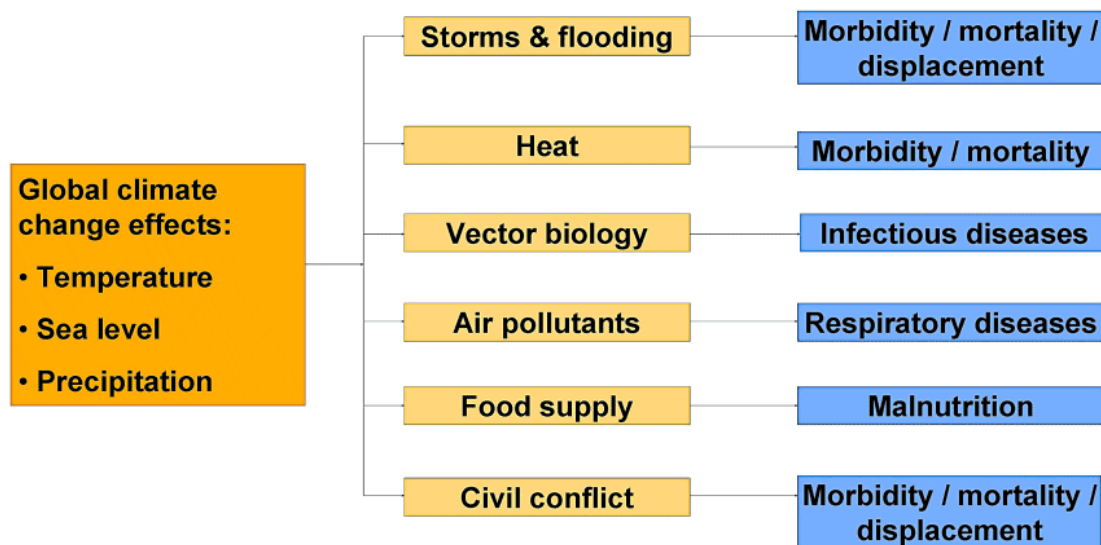 Global climate
change effects:
• Temperature
• Sea level
• Precipitation
Storms & flooding
Morbidity / mortality /
displacement
Heat
Morbidity / mortality
Vector biology
Infectious diseases
Air pollutants
Respiratory diseases
Food supply
Malnutrition
Civil conflict
Morbidity / mortality /
displacement